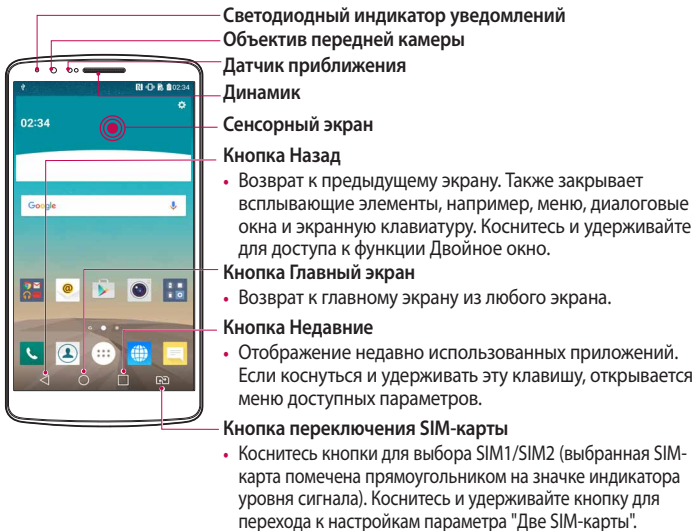 Светодиодный индикатор уведомлений
Объектив передней камеры
Датчик приближения
Динамик
02:34
02:34
Сенсорный экран
Google
Кнопка Назад
• Возврат к предыдущему экрану. Также закрывает
всплывающие элементы, например, меню, диалоговые
окна и экранную клавиатуру. Коснитесь и удерживайте
для доступа к функции Двойное окно.
Кнопка Главный экран
• Возврат к главному экрану из любого экрана.
Кнопка Недавние
• Отображение недавно использованных приложений.
Если коснуться и удерживать эту клавишу, открывается
меню доступных параметров.
Кнопка переключения SIM-карты
• Коснитесь кнопки для выбора SIM1/SIM2 (выбранная SIM-
карта помечена прямоугольником на значке индикатора
уровня сигнала). Коснитесь и удерживайте кнопку для
перехода к настройкам параметра "Две SIM-карты".